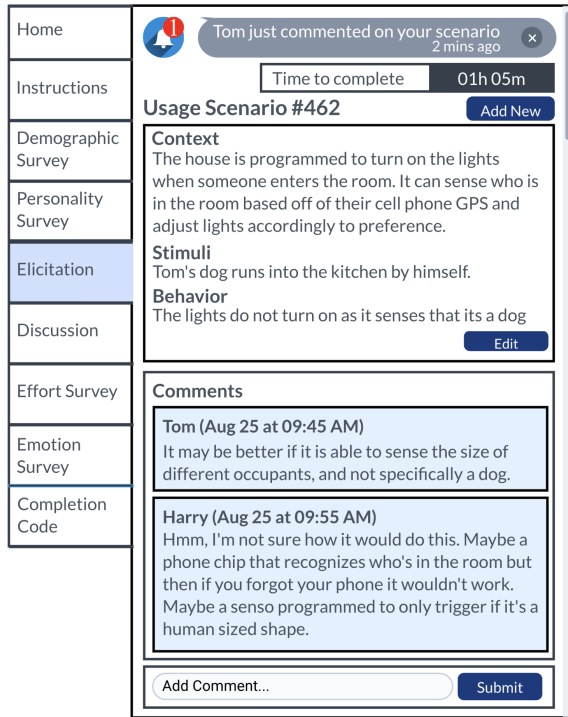 Home
Instructions
Demographic
Survey
Personality
Survey
Elicitation
Discussion
Effort Survey
Emotion
Survey
Completion
Code
1
Tom just commented on your scenario
2 mins ago
×
Time to complete
01h 05m
Usage Scenario #462
Add New
Context
The house is programmed to turn on the lights
when someone enters the room. It can sense who is
in the room based off of their cell phone GPS and
adjust lights accordingly to preference.
Stimuli
Tom's dog runs into the kitchen by himself.
Behavior
The lights do not turn on as it senses that its a dog
Edit
Comments
Tom (Aug 25 at 09:45 AM)
It may be better if it is able to sense the size of
different occupants, and not specifically a dog.
Harry (Aug 25 at 09:55 AM)
Hmm, I'm not sure how it would do this. Maybe a
phone chip that recognizes who's in the room but
then if you forgot your phone it wouldn't work.
Maybe a senso programmed to only trigger if it's a
human sized shape.
Add Comment...
Submit